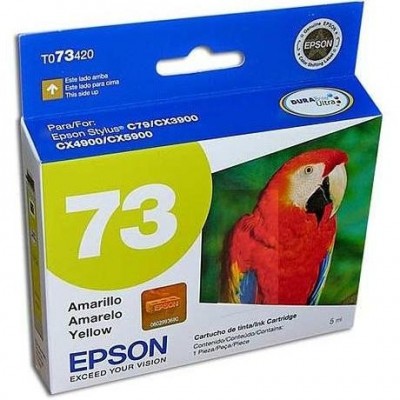 T073420
Este lado arriba
Este lado para cima
This side up
EPSON
DURABrite
Ultra
Para/For:
Epson Stylus C79/CX3900
CX4900/CX5900
73
Amarillo
Amarelo
Yellow
EPSON
EXCEED YOUR VISION
Cartucho de tinta/Ink Cartridge
Contenido/Conteúdo/Contains:
1 Pieza/Peça/Piece
5 ml